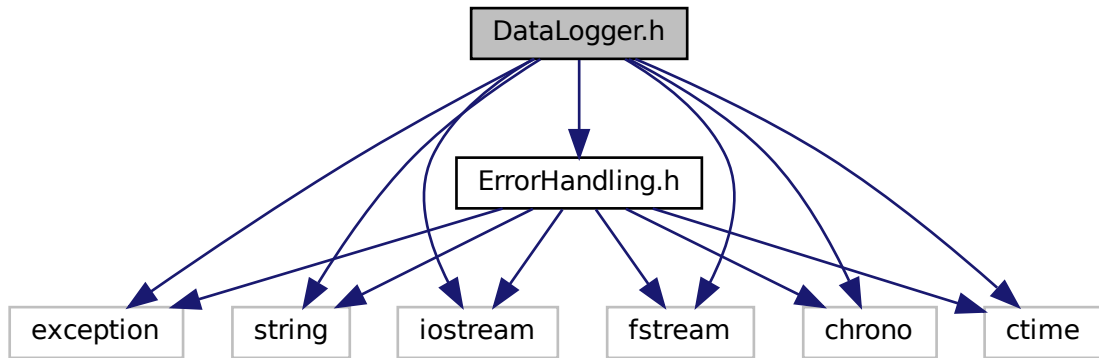 DataLogger.h
ErrorHandling.h
exception
string
iostream
fstream
chrono
ctime